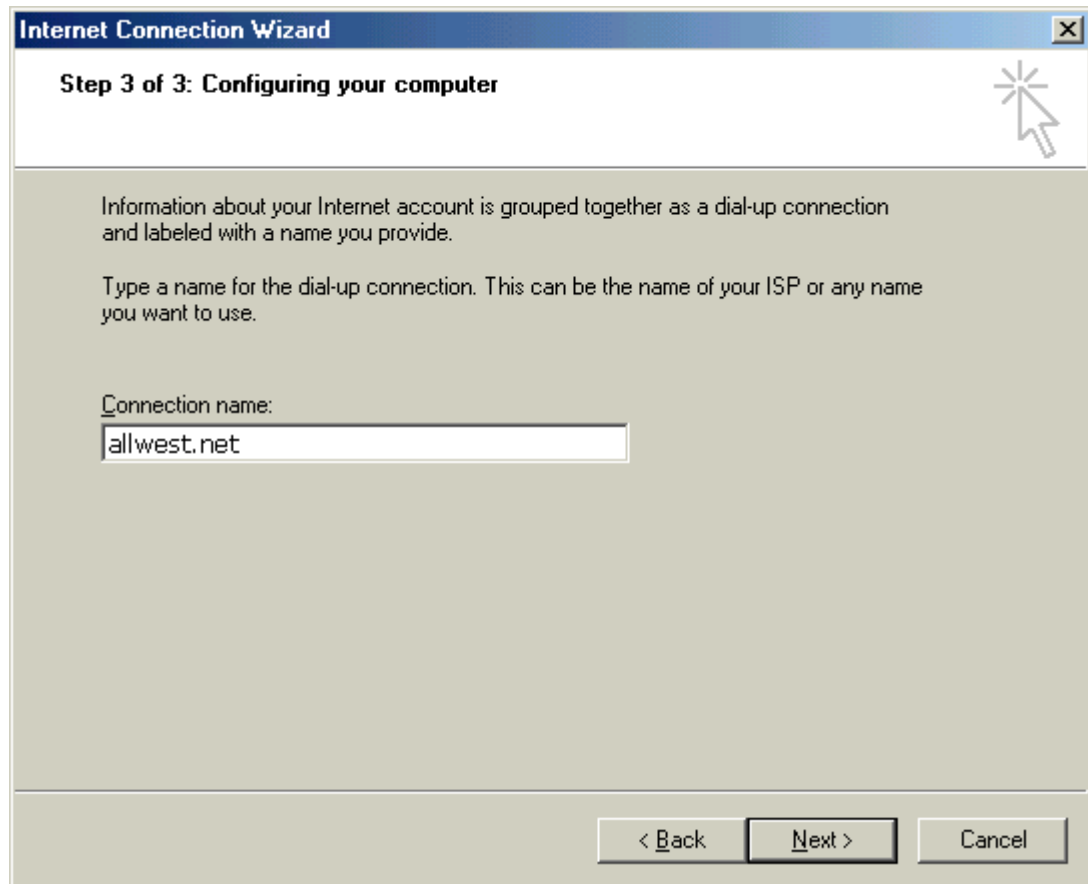 Internet Connection Wizard
Step 3 of 3: Configuring your computer
Information about your Internet account is grouped together as a dial-up connection
and labeled with a name you provide.
Type a name for the dial-up connection. This can be the name of your ISP or any name
you want to use.
Connection name:
allwest.net
< Back Next > Cancel